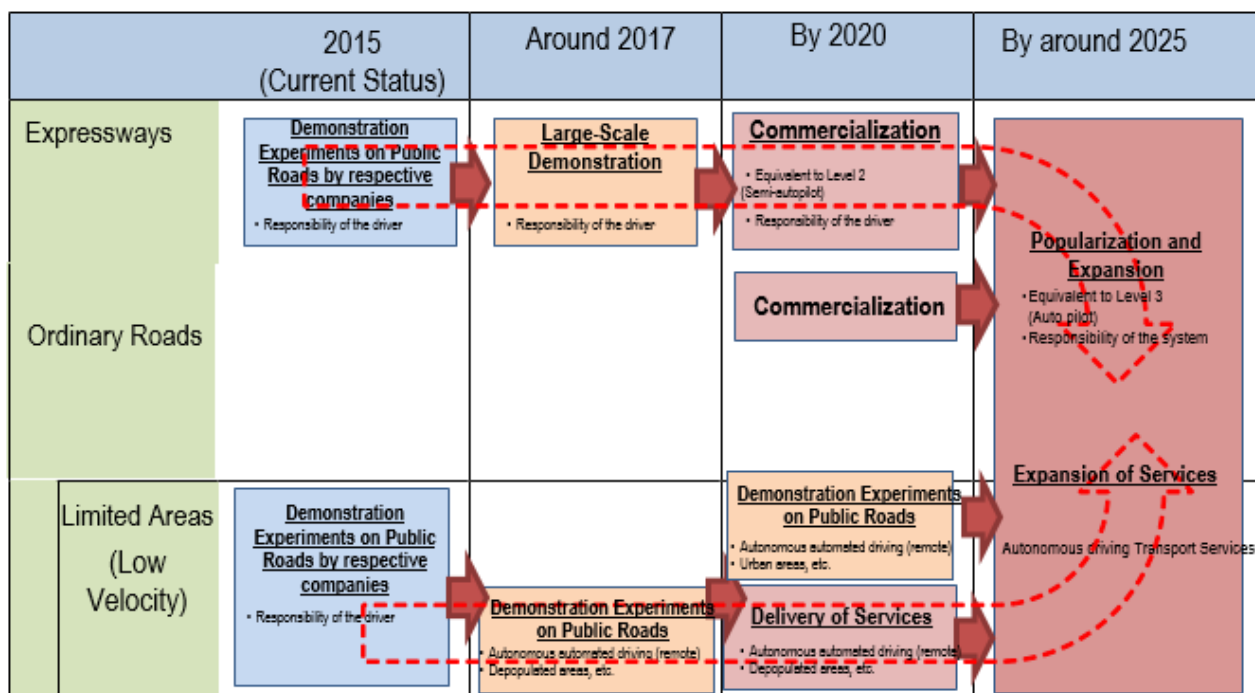 2015
(Current Status)
Around 2017
By 2020
By around 2025
Expressways
Demonstration
Experiments on Public
Roads by respective
companies
• Responsibility of the driver
Large-Scale
Demonstration
• Responsibility of the driver
Commercialization
• Equivalent to Level 2
(Semi-autopilot)
• Responsibility of the driver
Popularization and
Expansion
• Equivalent to Level 3
(Auto pilot)
• Responsibility of the system
Ordinary Roads
Commercialization
Limited Areas
(Low
Velocity)
Demonstration
Experiments on Public
Roads by respective
companies
• Responsibility of the driver
Demonstration Experiments
on Public Roads
• Autonomous automated driving (remote)
• Depopulated areas, etc.
Demonstration Experiments
on Public Roads
• Autonomous automated driving (remote)
• Urban areas, etc.
Delivery of Services
• Autonomous automated driving (remote)
• Depopulated areas, etc.
Expansion of Services
Autonomous driving Transport Services